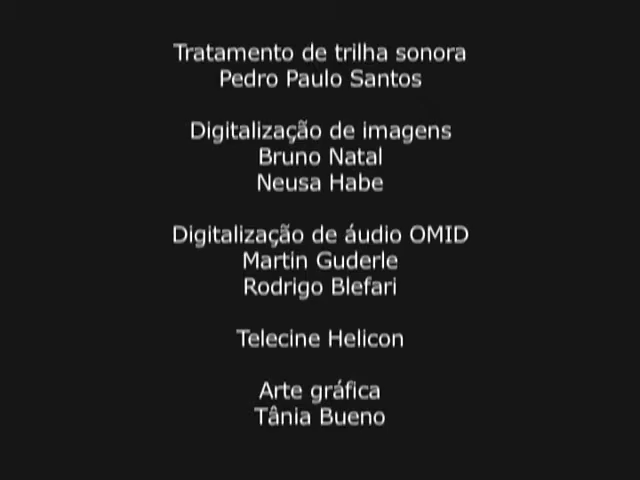 Tratamento de trilha sonora
Pedro Paulo Santos
Digitalização de imagens
Bruno Natal
Neusa Habe
Digitalização de áudio OMID
Martin Guderle
Rodrigo Blefari
Telecine Helicon
Arte gráfica
Tânia Bueno